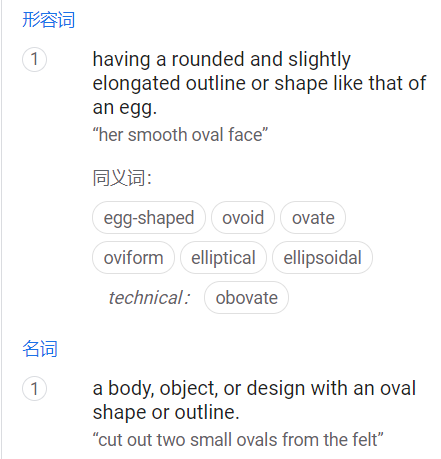 形容词
1
having a rounded and slightly
elongated outline or shape like that of
an egg.
“her smooth oval face”
同义词：
egg-shaped ovoid ovate
oviform elliptical ellipsoidal
technical： obovate
名词
1
a body, object, or design with an oval
shape or outline.
“cut out two small ovals from the felt”